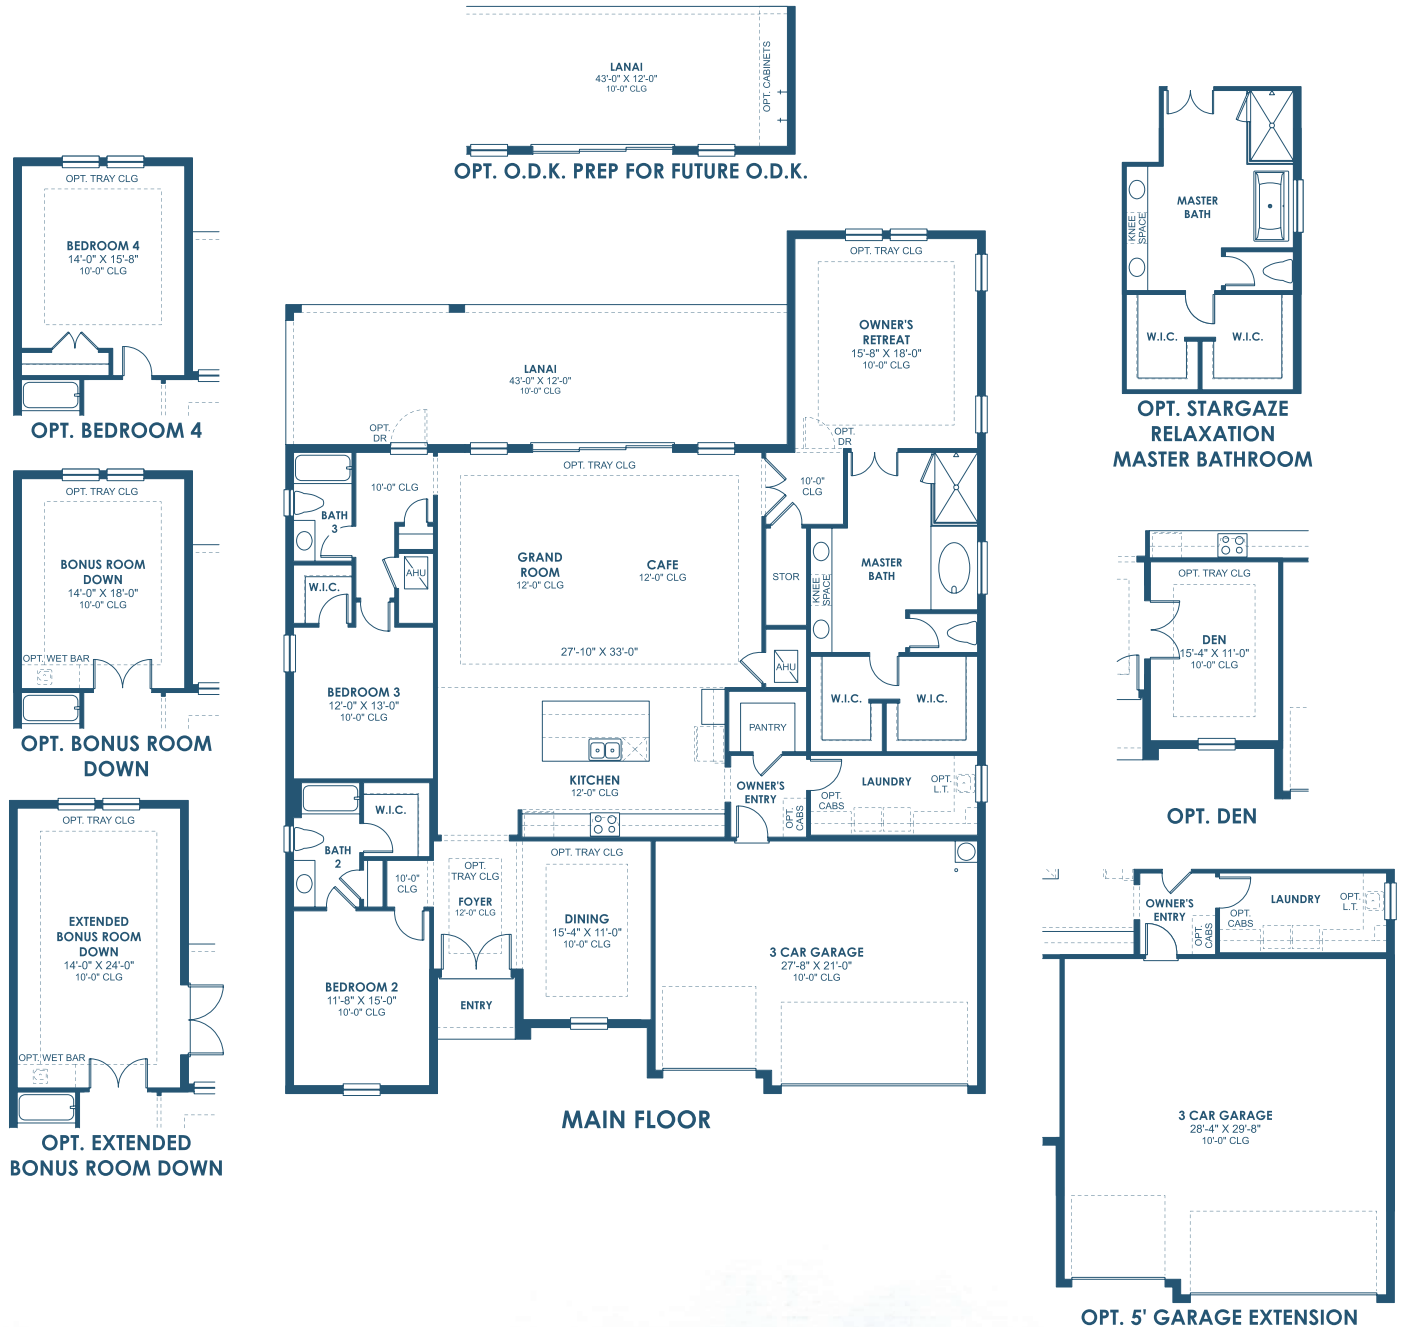 LANAI
43'-0" X 12'-0"
10'-0" CLG
OPT. CABINETS
OPT. O.D.K. PREP FOR FUTURE O.D.K.
OPT. TRAY CLG
BEDROOM 4
14'-0" X 15'-8"
10'-0" CLG
OPT. BEDROOM 4
OPT. TRAY CLG
BONUS ROOM
DOWN
14'-0" X 18'-0"
10'-0" CLG
OPT. WET BAR
OPT. BONUS ROOM
DOWN
OPT. TRAY CLG
EXTENDED
BONUS ROOM
DOWN
14'-0" X 24'-0"
10'-0" CLG
OPT. WET BAR
OPT. EXTENDED
BONUS ROOM DOWN
OPT. TRAY CLG
OWNER'S
RETREAT
15'-8" X 18'-0"
10'-0" CLG
LANAI
43'-0" X 12'-0"
10'-0" CLG
OPT.
DR
OPT.
DR
OPT. TRAY CLG
10'-0" CLG
10'-0"
CLG
BATH
3
AHU
W.I.C.
GRAND
ROOM
12'-0" CLG
CAFE
12'-0" CLG
STOR
KNEE
SPACE
MASTER
BATH
27'-10" X 33'-0"
AHU
BEDROOM 3
12'-0" X 13'-0"
10'-0" CLG
W.I.C.
W.I.C.
PANTRY
KITCHEN
12'-0" CLG
OWNER'S
ENTRY
OPT.
CABS
OPT.
CABS
LAUNDRY
OPT.
L.T.
W.I.C.
BATH
2
10'-0"
CLG
OPT.
TRAY CLG
FOYER
12'-0" CLG
OPT. TRAY CLG
DINING
15'-4" X 11'-0"
10'-0" CLG
3 CAR GARAGE
27'-8" X 21'-0"
10'-0" CLG
BEDROOM 2
11'-8" X 15'-0"
10'-0" CLG
ENTRY
MAIN FLOOR
MASTER
BATH
KNEE
SPACE
W.I.C.
W.I.C.
OPT. STARGAZE
RELAXATION
MASTER BATHROOM
OPT. TRAY CLG
DEN
15'-4" X 11'-0"
10'-0" CLG
OPT. DEN
OWNER'S
ENTRY
OPT.
CABS
OPT.
CABS
LAUNDRY
OPT.
L.T.
3 CAR GARAGE
28'-4" X 29'-8"
10'-0" CLG
OPT. 5' GARAGE EXTENSION